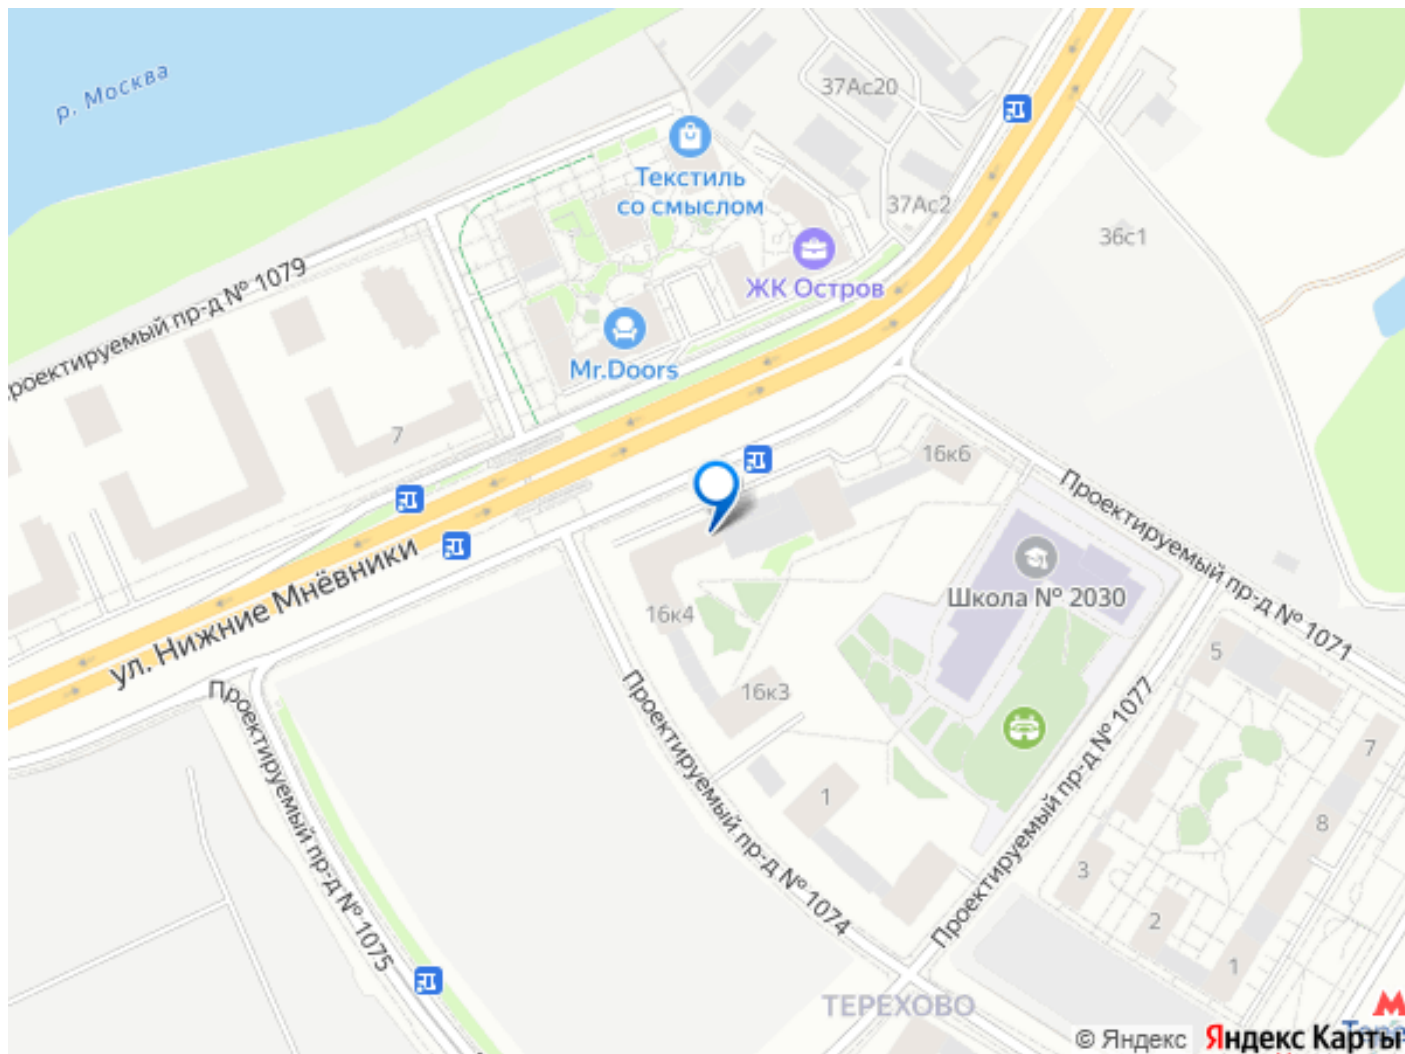 р. Москва
37Ас20
Текстиль
со смыслом
37Ас2
36с1
ЖК Остров
роектируемый пр-д № 1079
Mr.Doors
7
16к6
Проектируемый пр-д № 1071
ул. Нижние Мнёвники
Школа № 2030
16к4
5
16к3
Проектируемый пр-д № 1075
Проектируемый пр-д № 1074
Проектируемый пр-д № 1077
7
1
8
3
2
1
ТЕРЕХОВО
© Яндекс
Яндекс Карты